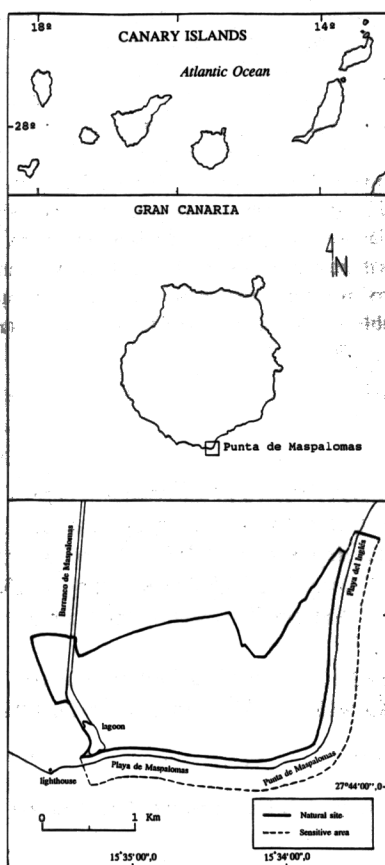 18º 14º
CANARY ISLANDS
Atlantic Ocean
28º
GRAN CANARIA
N
Punta de Maspalomas
Barranco de Maspalomas
Playa del Inglés
lagoon
Playa de Maspalomas
Punta de Maspalomas
lighthouse
27º44'00",0
0 1 Km
Natural site
Sensitive area
15º35'00",0 15º34'00",0